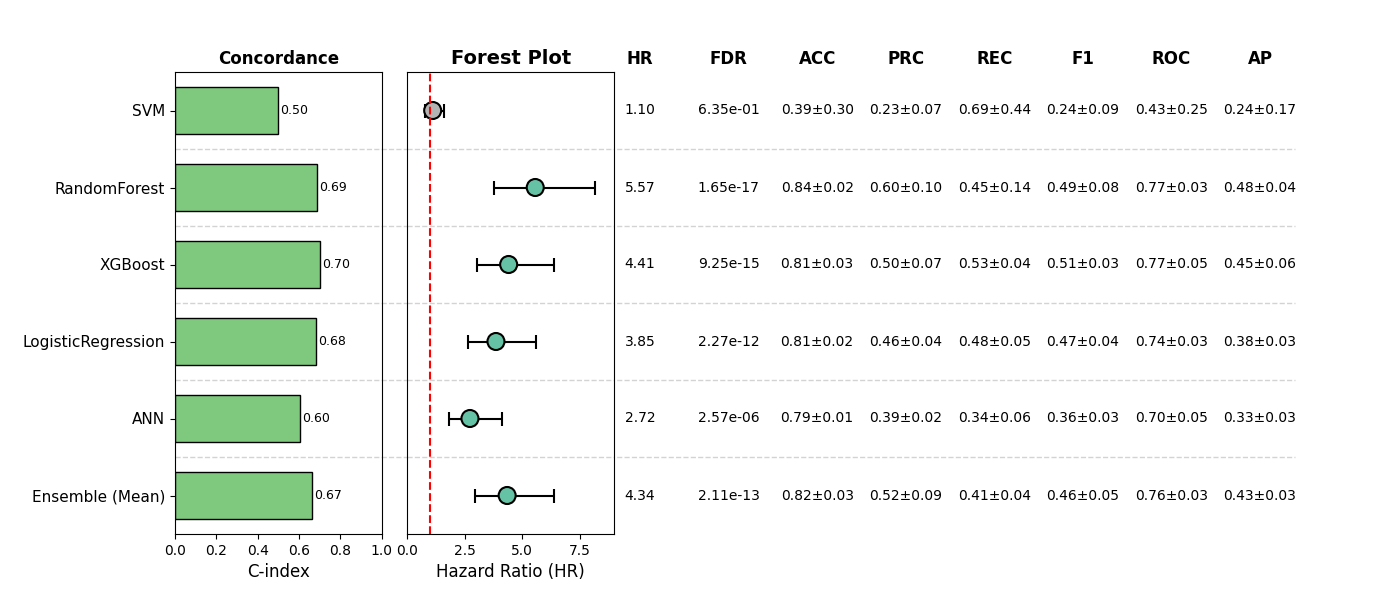 Concordance Forest Plot HR FDR ACC PRC REC F1 ROC AP
SVM 0.50 1.10 6.35e-01 0.39±0.30 0.23±0.07 0.69±0.44 0.24±0.09 0.43±0.25 0.24±0.17
RandomForest 0.69 5.57 1.65e-17 0.84±0.02 0.60±0.10 0.45±0.14 0.49±0.08 0.77±0.03 0.48±0.04
XGBoost 0.70 4.41 9.25e-15 0.81±0.03 0.50±0.07 0.53±0.04 0.51±0.03 0.77±0.05 0.45±0.06
LogisticRegression 0.68 3.85 2.27e-12 0.81±0.02 0.46±0.04 0.48±0.05 0.47±0.04 0.74±0.03 0.38±0.03
ANN 0.60 2.72 2.57e-06 0.79±0.01 0.39±0.02 0.34±0.06 0.36±0.03 0.70±0.05 0.33±0.03
Ensemble (Mean) 0.67 4.34 2.11e-13 0.82±0.03 0.52±0.09 0.41±0.04 0.46±0.05 0.76±0.03 0.43±0.03
0.0 0.2 0.4 0.6 0.8 1.0 0.0 2.5 5.0 7.5
C-index Hazard Ratio (HR)